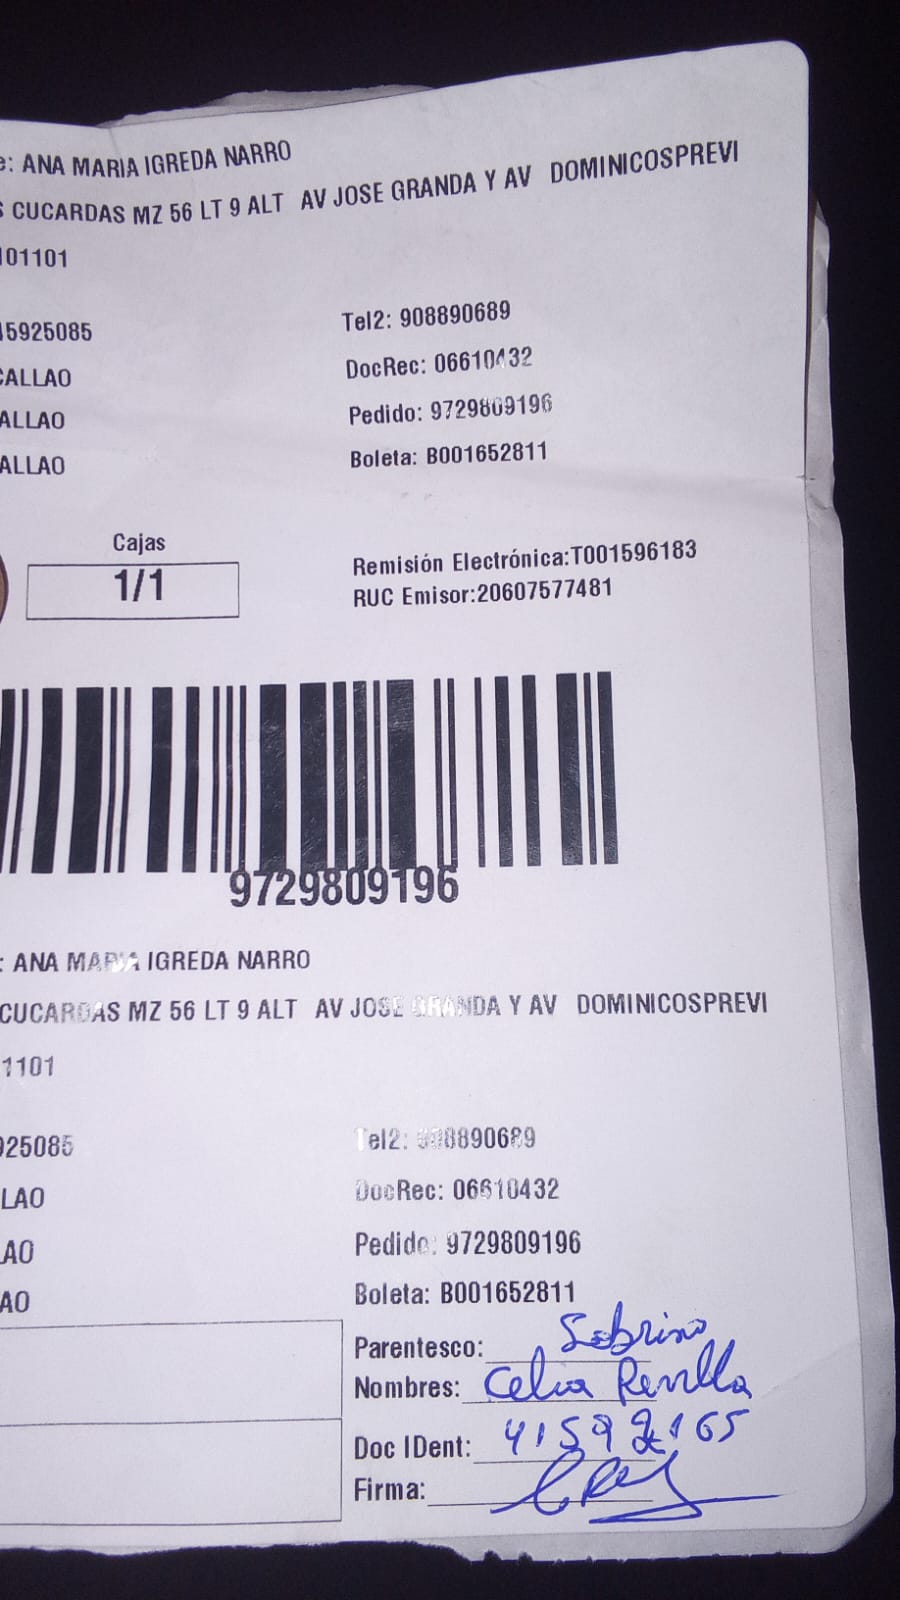 e: ANA MARIA IGREDA NARRO
S CUCARDAS MZ 56 LT 9 ALT AV JOSE GRANDA Y AV DOMINICOSPREVI
101101
15925085
Tel2: 908890689
CALLAO
DocRec: 06610432
ALLAO
Pedido: 9729809196
ALLAO
Boleta: B001652811
Cajas
1/1
Remisión Electrónica:T001596183
RUC Emisor:20607577481
9729809196
: ANA MARIA IGREDA NARRO
CUCARDAS MZ 56 LT 9 ALT AV JOSE GRANDA Y AV DOMINICOSPREVI
1101
925085
Tel2: 908890689
LAO
DocRec: 06610432
AO
Pedido: 9729809196
AO
Boleta: B001652811
Parentesco: Sobrino
Nombres: Celia Revilla
Doc IDent: 41592165
Firma: